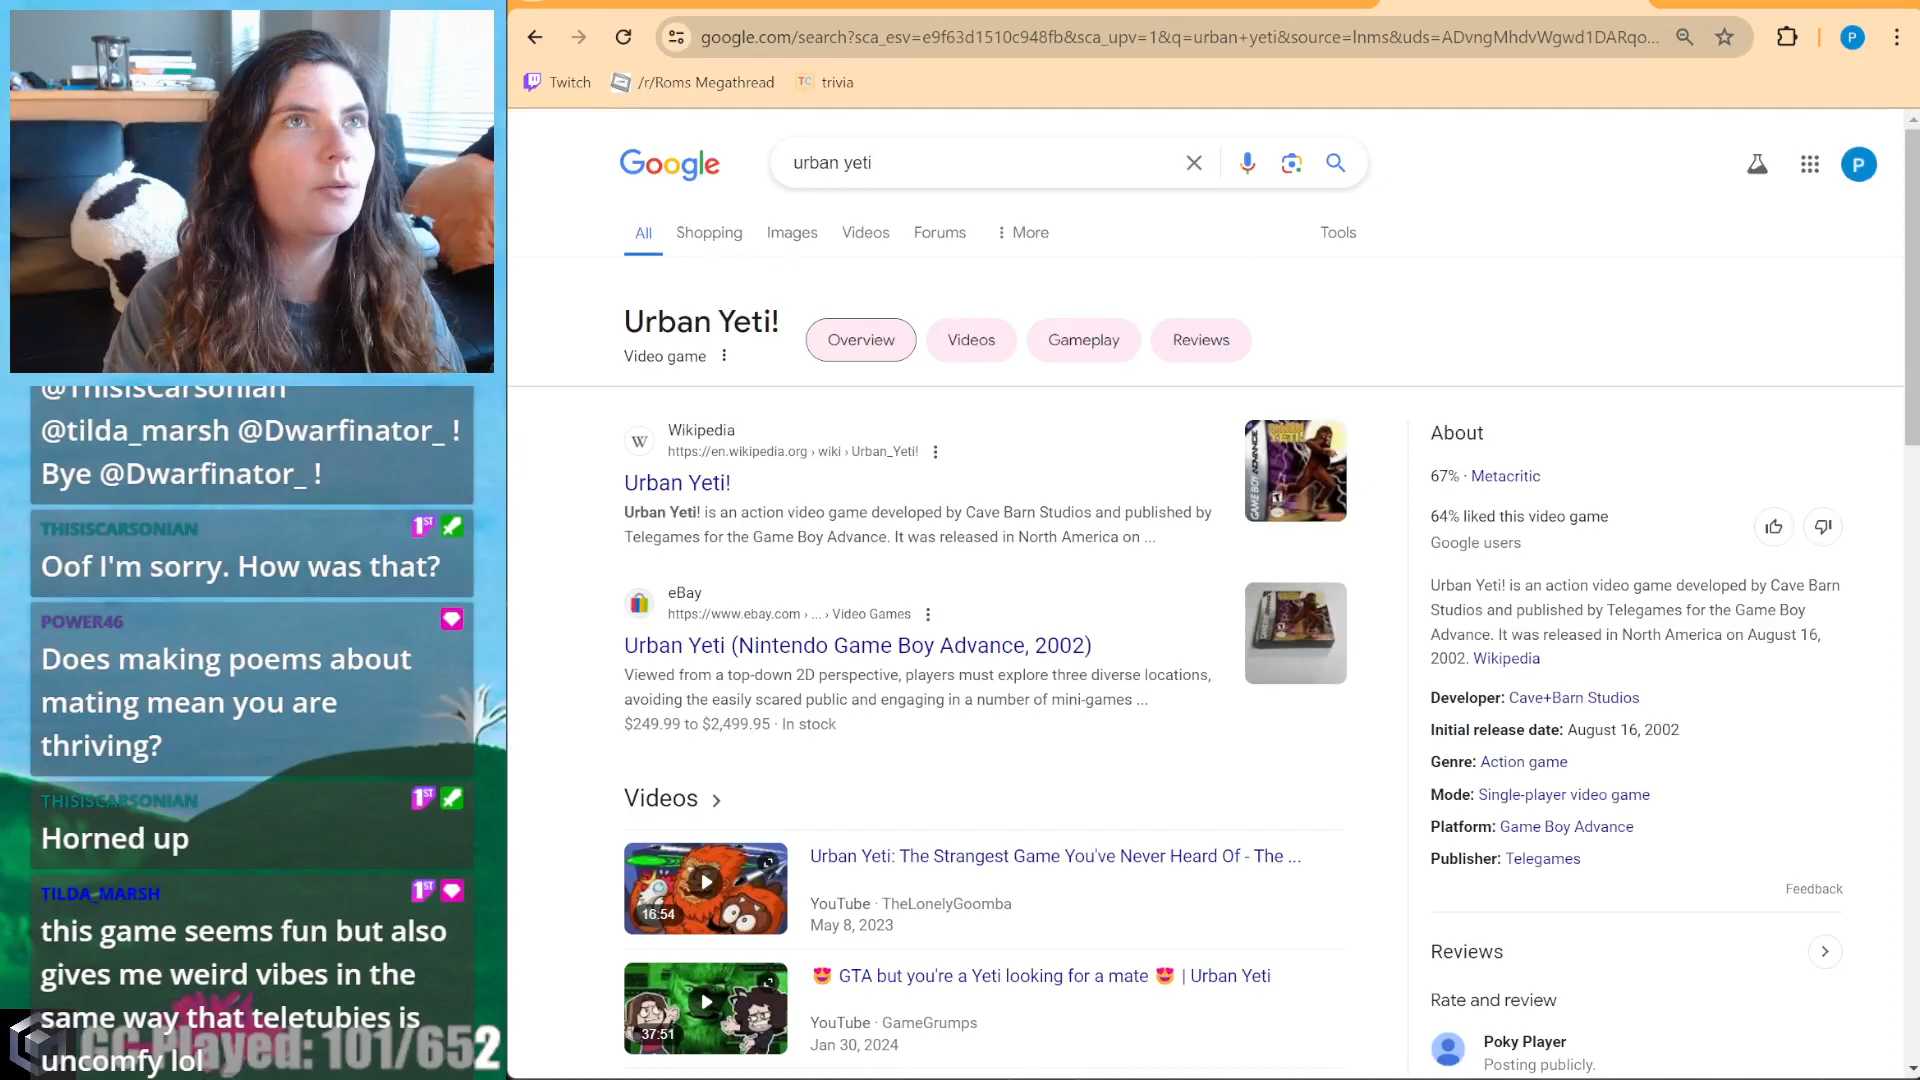 google.com/search?sca_esv=e9f63d1510c948fb&sca_upv=1&q=urban+yeti&source=lnms&uds=ADvngMhdvWgwd1DARqo...
P
Twitch
/r/Roms Megathread
TC trivia
Google
urban yeti
P
All
Shopping
Images
Videos
Forums
More
Tools
Urban Yeti!
Video game
Overview
Videos
Gameplay
Reviews
W
Wikipedia
https://en.wikipedia.org › wiki › Urban_Yeti!
Urban Yeti!
Urban Yeti! is an action video game developed by Cave Barn Studios and published by
Telegames for the Game Boy Advance. It was released in North America on ...
GAME BOY ADVANCE
eBay
https://www.ebay.com › ... › Video Games
Urban Yeti (Nintendo Game Boy Advance, 2002)
Viewed from a top-down 2D perspective, players must explore three diverse locations,
avoiding the easily scared public and engaging in a number of mini-games ...
$249.99 to $2,499.95 · In stock
Videos
16:54
Urban Yeti: The Strangest Game You've Never Heard Of - The ...
YouTube · TheLonelyGoomba
May 8, 2023
37:51
😍 GTA but you're a Yeti looking for a mate 😍 | Urban Yeti
YouTube · GameGrumps
Jan 30, 2024
About
67% · Metacritic
64% liked this video game
Google users
Urban Yeti! is an action video game developed by Cave Barn
Studios and published by Telegames for the Game Boy
Advance. It was released in North America on August 16,
2002. Wikipedia
Developer: Cave+Barn Studios
Initial release date: August 16, 2002
Genre: Action game
Mode: Single-player video game
Platform: Game Boy Advance
Publisher: Telegames
Feedback
Reviews
Rate and review
Poky Player
Posting publicly.
@ThisIsCarsonian
@tilda_marsh @Dwarfinator_ !
Bye @Dwarfinator_ !
THISISCARSONIAN
1ST
Oof I'm sorry. How was that?
POWER46
Does making poems about
mating mean you are
thriving?
THISISCARSONIAN
1ST
Horned up
TILDA_MARSH
1ST
this game seems fun but also
gives me weird vibes in the
same way that teletubies is
uncomfy lol
Played: 101/652